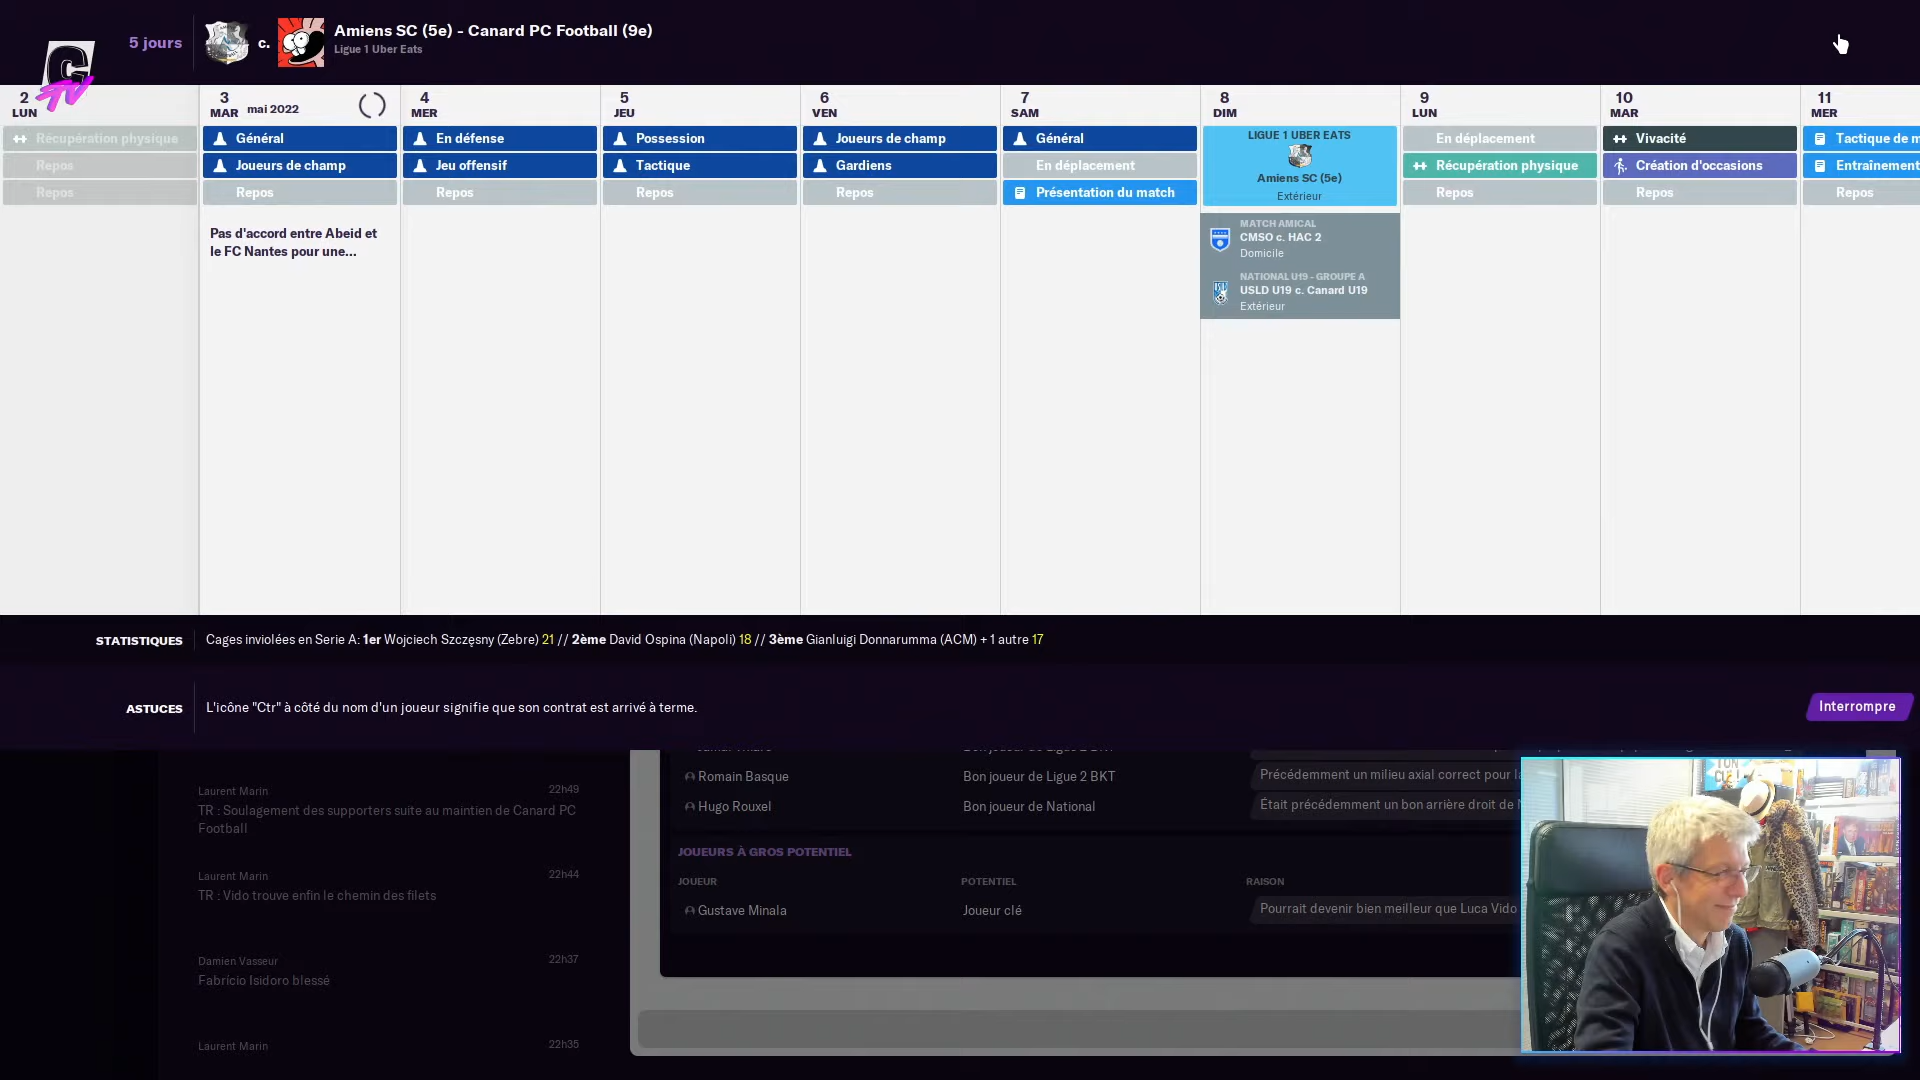 5 jours
c.
Amiens SC (5e) - Canard PC Football (9e)
Ligue 1 Uber Eats
C TV
2
LUN
Récupération physique
Repos
Repos
3
MAR mai 2022
Général
Joueurs de champ
Repos
Pas d'accord entre Abeid et
le FC Nantes pour une...
4
MER
En défense
Jeu offensif
Repos
5
JEU
Possession
Tactique
Repos
6
VEN
Joueurs de champ
Gardiens
Repos
7
SAM
Général
En déplacement
Présentation du match
8
DIM
LIGUE 1 UBER EATS
Amiens SC (5e)
Extérieur
MATCH AMICAL
CMSO c. HAC 2
Domicile
NATIONAL U19 - GROUPE A
USLD U19 c. Canard U19
Extérieur
9
LUN
En déplacement
Récupération physique
Repos
10
MAR
Vivacité
Création d'occasions
Repos
11
MER
Tactique de m
Entraînement
Repos
STATISTIQUES
Cages inviolées en Serie A: 1er Wojciech Szczęsny (Zebre) 21 // 2ème David Ospina (Napoli) 18 // 3ème Gianluigi Donnarumma (ACM) + 1 autre 17
ASTUCES
L'icône "Ctr" à côté du nom d'un joueur signifie que son contrat est arrivé à terme.
Interrompre
Laurent Marin 22h49
TR : Soulagement des supporters suite au maintien de Canard PC
Football
Laurent Marin 22h44
TR : Vido trouve enfin le chemin des filets
Damien Vasseur 22h37
Fabrício Isidoro blessé
Laurent Marin 22h35
Romain Basque Bon joueur de Ligue 2 BKT Précédemment un milieu axial correct pour la
Hugo Rouxel Bon joueur de National Était précédemment un bon arrière droit de N
JOUEURS À GROS POTENTIEL
JOUEUR POTENTIEL RAISON
Gustave Minala Joueur clé Pourrait devenir bien meilleur que Luca Vido